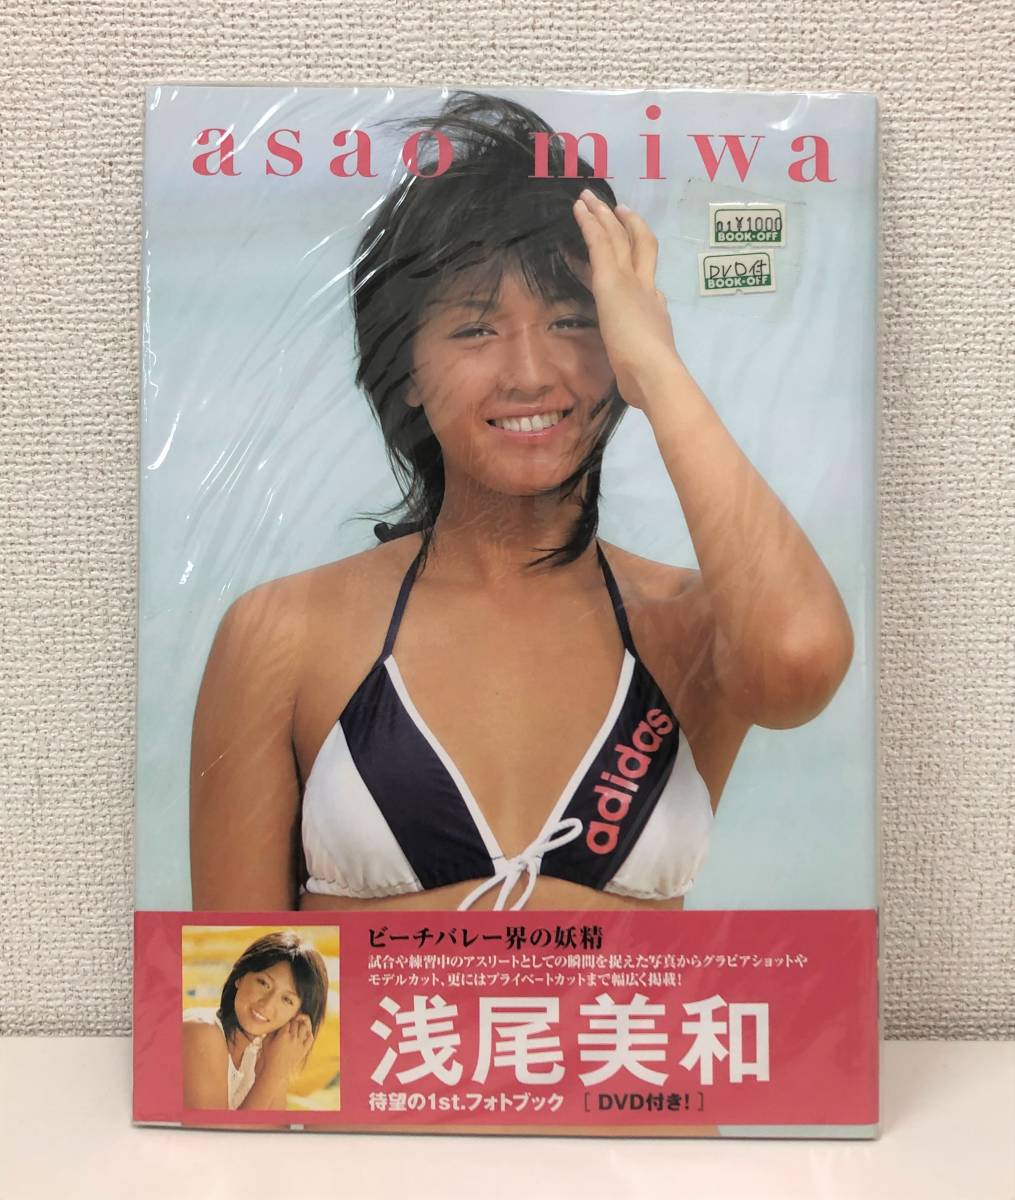 asao miwa
01 ¥1000
BOOK・OFF
DVD付
BOOK・OFF
adidas
ビーチバレー界の妖精
試合や練習中のアスリートとしての瞬間を捉えた写真からグラビアショットや
モデルカット、更にはプライベートカットまで幅広く掲載！
浅尾美和
待望の1st.フォトブック ［ DVD付き！］